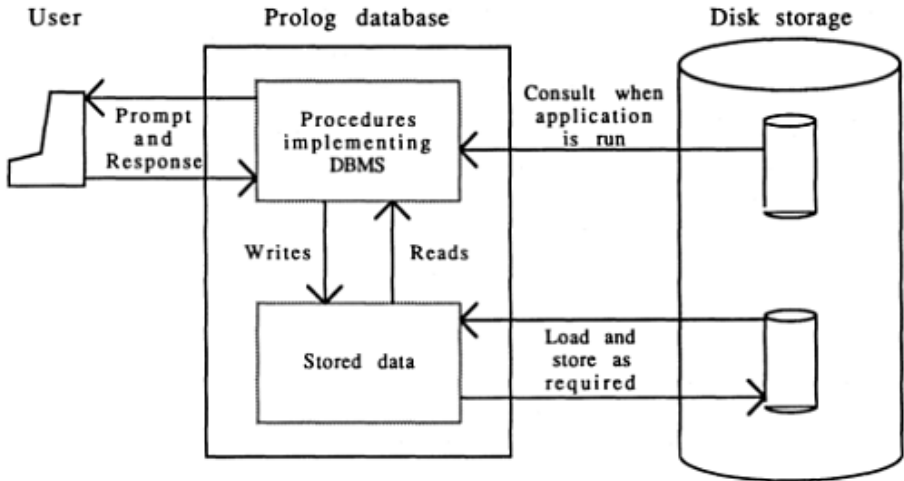 User
Prolog database
Disk storage
Prompt
and
Response
Procedures
implementing
DBMS
Consult when
application
is run
Writes
Reads
Stored data
Load and
store as
required